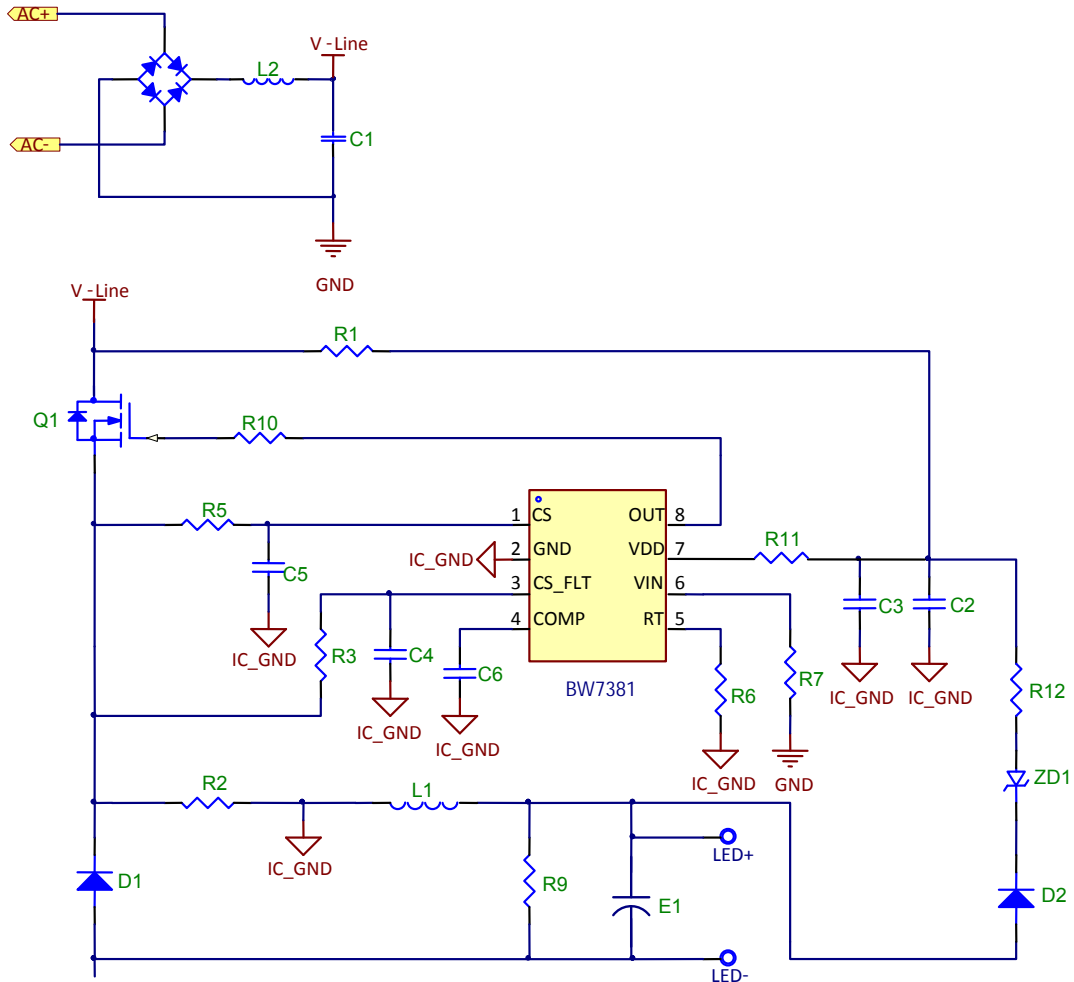 AC+
V -Line
L2
AC-
C1
GND
V -Line
R1
Q1
R10
R5
1 CS OUT 8
R11
IC_GND 2 GND VDD 7
C5
3 CS_FLT VIN 6
C3 C2
4 COMP RT 5
IC_GND R3 C4
C6
BW7381
R6 R7
IC_GND IC_GND
R12
IC_GND
IC_GND
IC_GND GND
ZD1
R2
L1
LED+
IC_GND
D1
R9
E1
D2
LED-